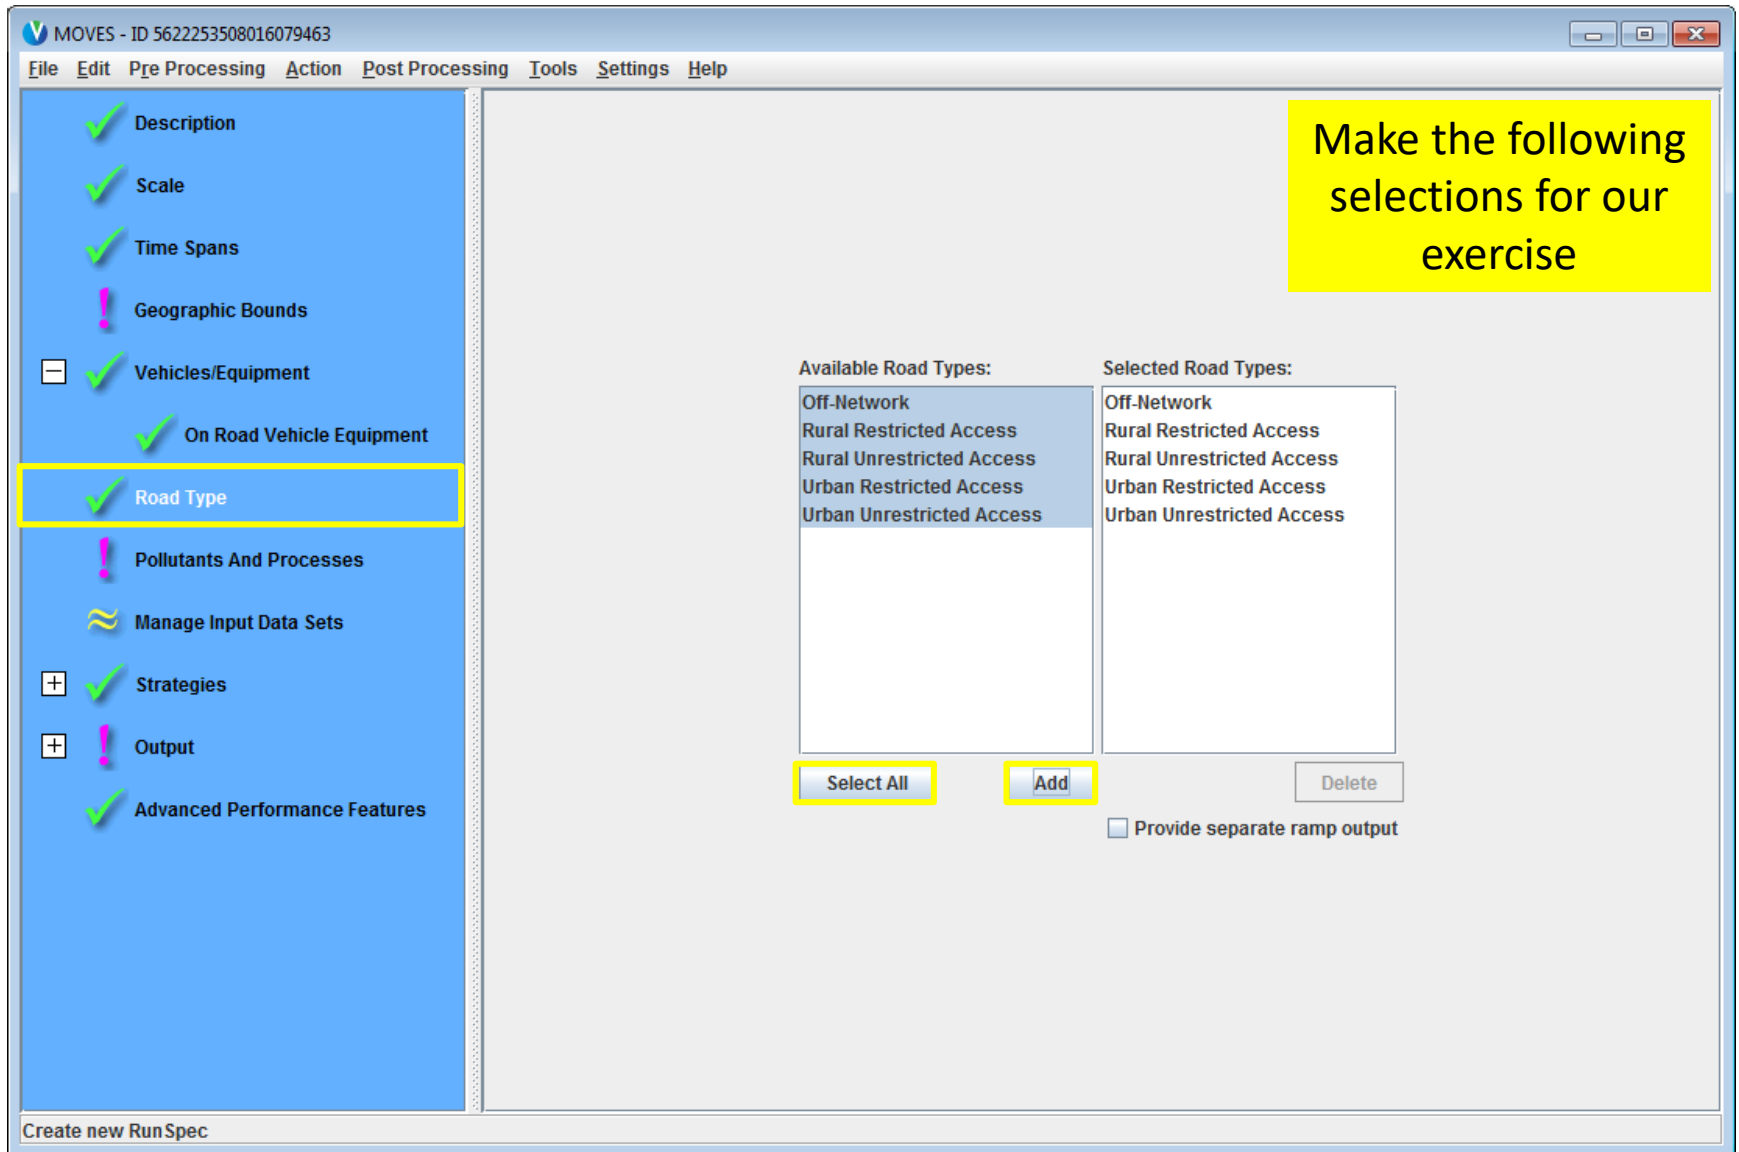 MOVES - ID 5622253508016079463
File Edit Pre Processing Action Post Processing Tools Settings Help
Description
Scale
Time Spans
Geographic Bounds
Vehicles/Equipment
On Road Vehicle Equipment
Road Type
Pollutants And Processes
Manage Input Data Sets
Strategies
Output
Advanced Performance Features
Make the following
selections for our
exercise
Available Road Types:
Off-Network
Rural Restricted Access
Rural Unrestricted Access
Urban Restricted Access
Urban Unrestricted Access
Selected Road Types:
Off-Network
Rural Restricted Access
Rural Unrestricted Access
Urban Restricted Access
Urban Unrestricted Access
Select All
Add
Delete
Provide separate ramp output
Create new RunSpec